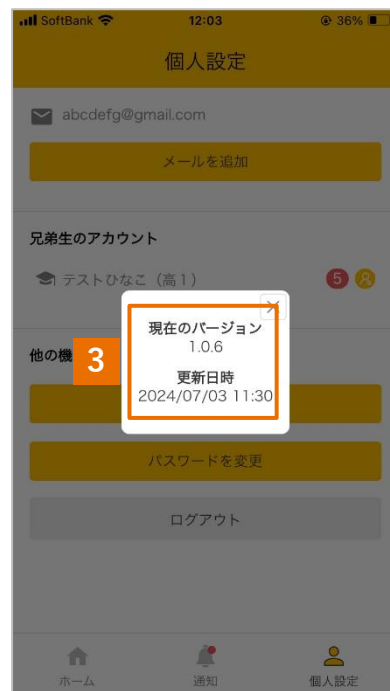 SoftBank 12:03 36%
個人設定
abcdefg@gmail.com
メールを追加
兄弟生のアカウント
テストひなこ（高1） 5
現在のバージョン
1.0.6
更新日時
2024/07/03 11:30
3
他の機
パスワードを変更
ログアウト
ホーム 通知 個人設定